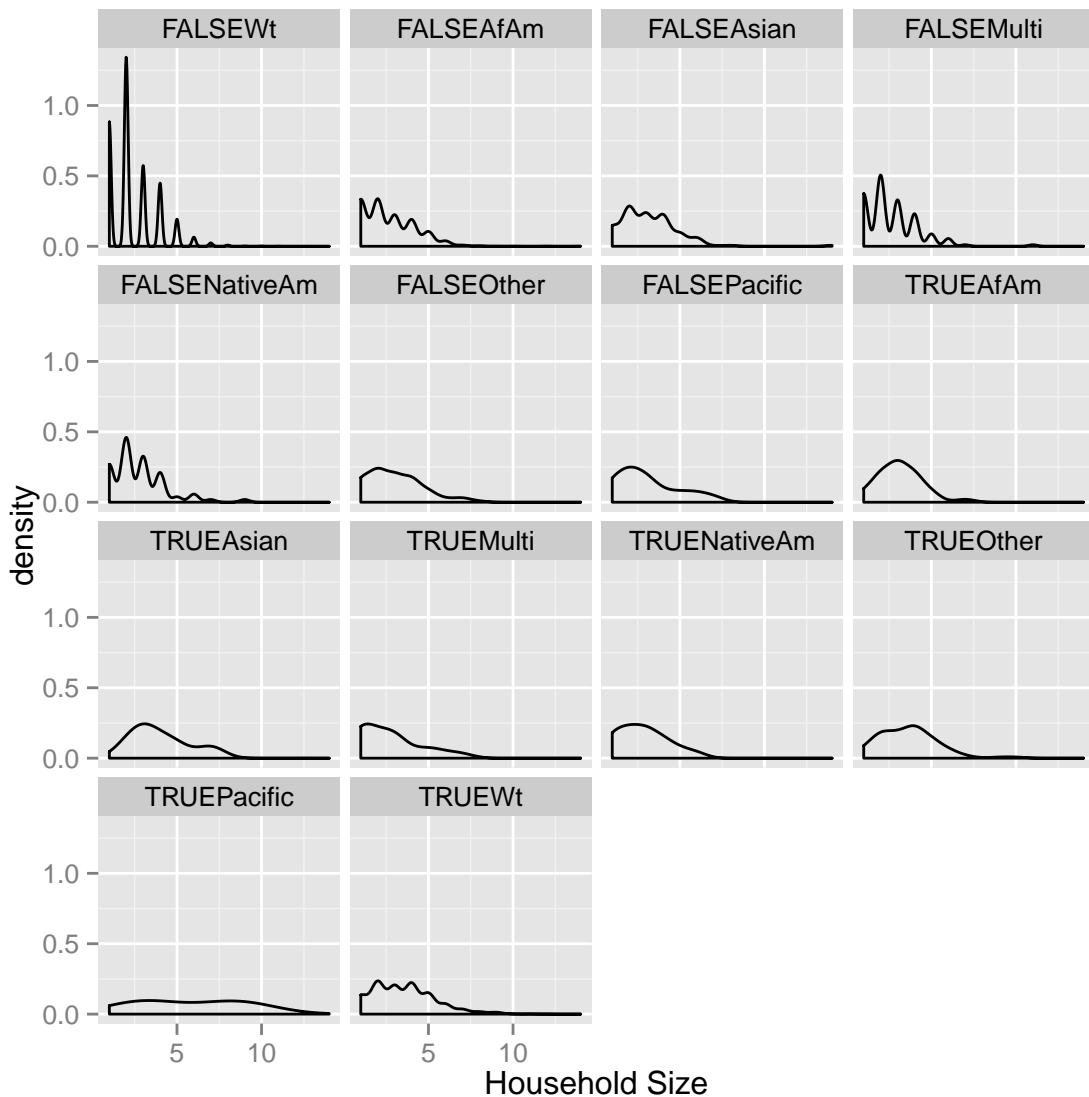 FALSEWt FALSEAfAm FALSEAsian FALSEMulti
1.0
0.5
0.0
FALSENativeAm FALSEOther FALSEPacific TRUEAfAm
1.0
0.5
0.0
density
TRUEAsian TRUEMulti TRUENativeAm TRUEOther
1.0
0.5
0.0
TRUEPacific TRUEWt
1.0
0.5
0.0
5 10 5 10
Household Size